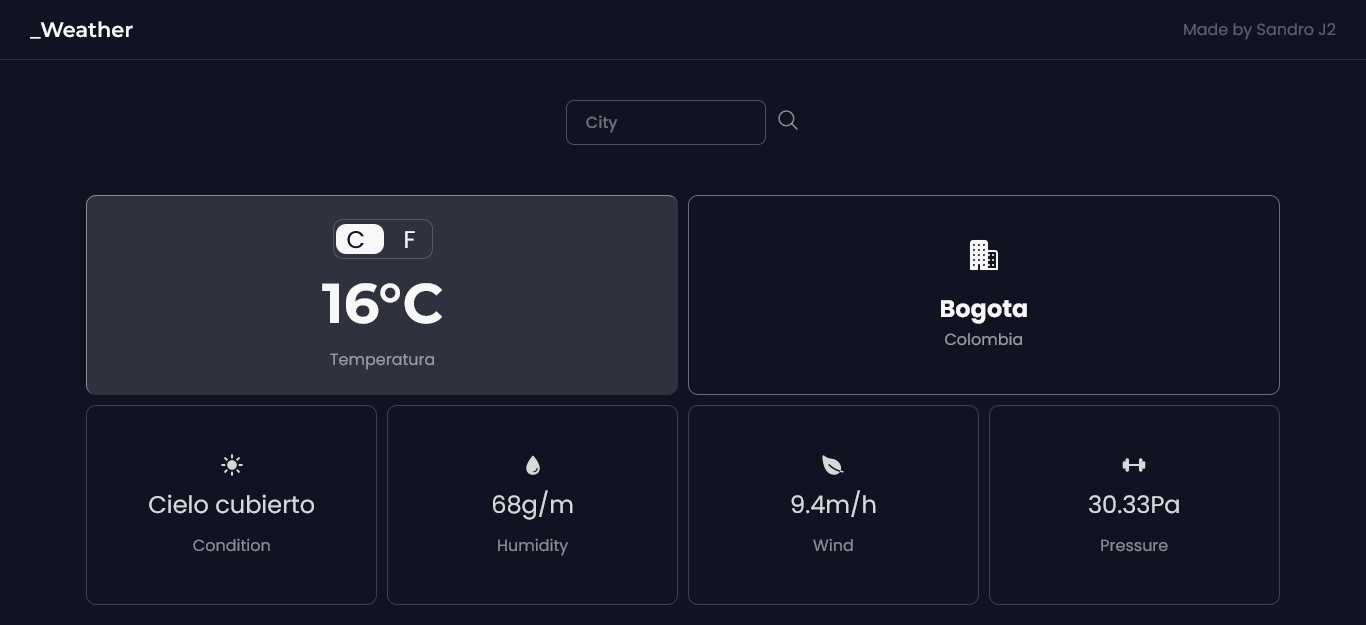 _Weather
Made by Sandro J2
City
C F
16°C
Temperatura
Bogota
Colombia
Cielo cubierto
Condition
68g/m
Humidity
9.4m/h
Wind
30.33Pa
Pressure